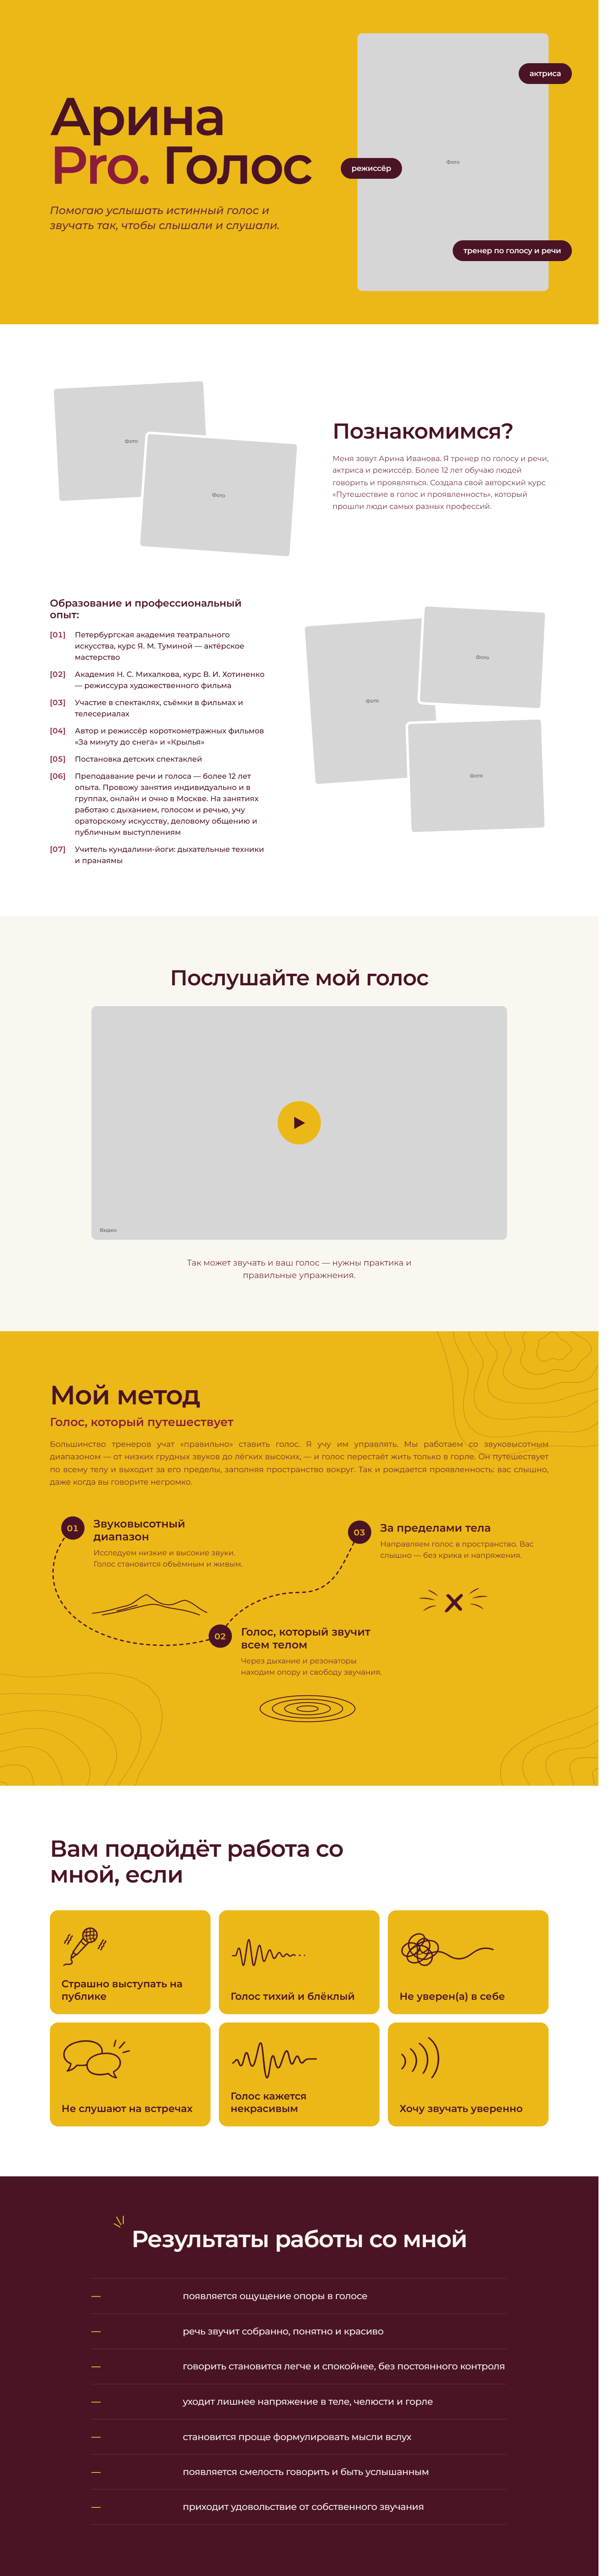 актриса
Фото
режиссёр
тренер по голосу и речи
Арина
Pro. Голос
Помогаю услышать истинный голос и
звучать так, чтобы слышали и слушали.
Фото
Фото
Познакомимся?
Меня зовут Арина Иванова. Я тренер по голосу и речи,
актриса и режиссёр. Более 12 лет обучаю людей
говорить и проявляться. Создала свой авторский курс
«Путешествие в голос и проявленность», который
прошли люди самых разных профессий.
Образование и профессиональный
опыт:
[01] Петербургская академия театрального
искусства, курс Я. М. Туминой — актёрское
мастерство
[02] Академия Н. С. Михалкова, курс В. И. Хотиненко
— режиссура художественного фильма
[03] Участие в спектаклях, съёмки в фильмах и
телесериалах
[04] Автор и режиссёр короткометражных фильмов
«За минуту до снега» и «Крылья»
[05] Постановка детских спектаклей
[06] Преподавание речи и голоса — более 12 лет
опыта. Провожу занятия индивидуально и в
группах, онлайн и очно в Москве. На занятиях
работаю с дыханием, голосом и речью, учу
ораторскому искусству, деловому общению и
публичным выступлениям
[07] Учитель кундалини-йоги: дыхательные техники
и пранаямы
Фото
Фото
Фото
Послушайте мой голос
Видео
Так может звучать и ваш голос — нужны практика и
правильные упражнения.
Мой метод
Голос, который путешествует
Большинство тренеров учат «правильно» ставить голос. Я учу им управлять. Мы работаем со звуковысотным
диапазоном — от низких грудных звуков до лёгких высоких, — и голос перестаёт жить только в горле. Он путешествует
по всему телу и выходит за его пределы, заполняя пространство вокруг. Так и рождается проявленность: вас слышно,
даже когда вы говорите негромко.
01
Звуковысотный
диапазон
Исследуем низкие и высокие звуки.
Голос становится объёмным и живым.
03
За пределами тела
Направляем голос в пространство. Вас
слышно — без крика и напряжения.
02
Голос, который звучит
всем телом
Через дыхание и резонаторы
находим опору и свободу звучания.
Вам подойдёт работа со
мной, если
Страшно выступать на
публике
Голос тихий и блёклый
Не уверен(а) в себе
Не слушают на встречах
Голос кажется
некрасивым
Хочу звучать уверенно
Результаты работы со мной
— появляется ощущение опоры в голосе
— речь звучит собранно, понятно и красиво
— говорить становится легче и спокойнее, без постоянного контроля
— уходит лишнее напряжение в теле, челюсти и горле
— становится проще формулировать мысли вслух
— появляется смелость говорить и быть услышанным
— приходит удовольствие от собственного звучания